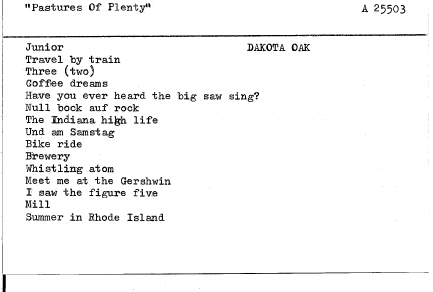 "Pastures Of Plenty" A 25503
Junior DAKOTA OAK
Travel by train
Three (two)
Coffee dreams
Have you ever heard the big saw sing?
Null bock auf rock
The Indiana high life
Und am Samstag
Bike ride
Brewery
Whistling atom
Meet me at the Gershwin
I saw the figure five
Mill
Summer in Rhode Island